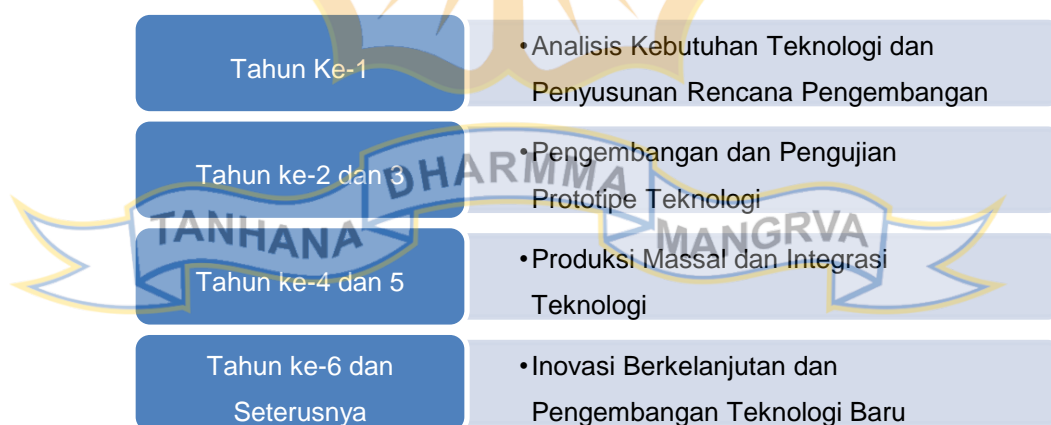 Tahun Ke-1
•Analisis Kebutuhan Teknologi dan
Penyusunan Rencana Pengembangan
Tahun ke-2 dan 3
•Pengembangan dan Pengujian
Prototipe Teknologi
Tahun ke-4 dan 5
•Produksi Massal dan Integrasi
Teknologi
Tahun ke-6 dan
Seterusnya
•Inovasi Berkelanjutan dan
Pengembangan Teknologi Baru
TANHANA DHARMMA MANGRVA